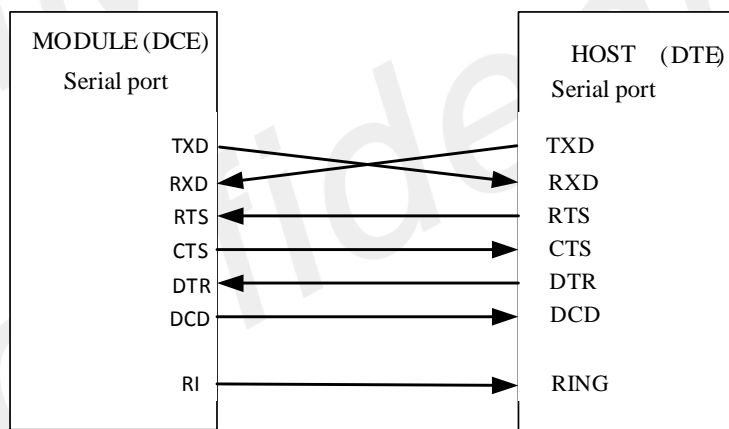 MODULE (DCE)
Serial port
HOST (DTE)
Serial port
TXD TXD
RXD RXD
RTS RTS
CTS CTS
DTR DTR
DCD DCD
RI RING